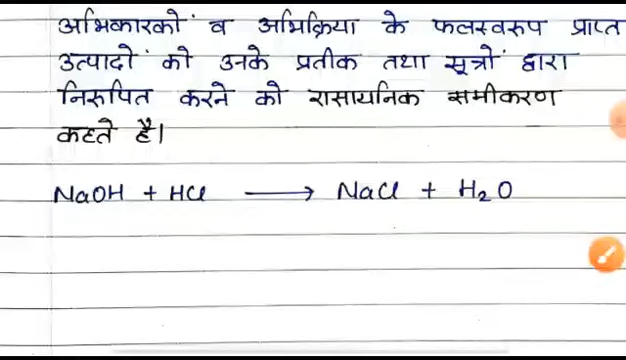 अभिकारकों व अभिक्रिया के फलस्वरूप प्राप्त
उत्पादों को उनके प्रतीक तथा सूत्रों द्वारा
निरूपित करने को रासायनिक समीकरण
कहते है।
NaOH + HCl ⟶ NaCl + H₂O